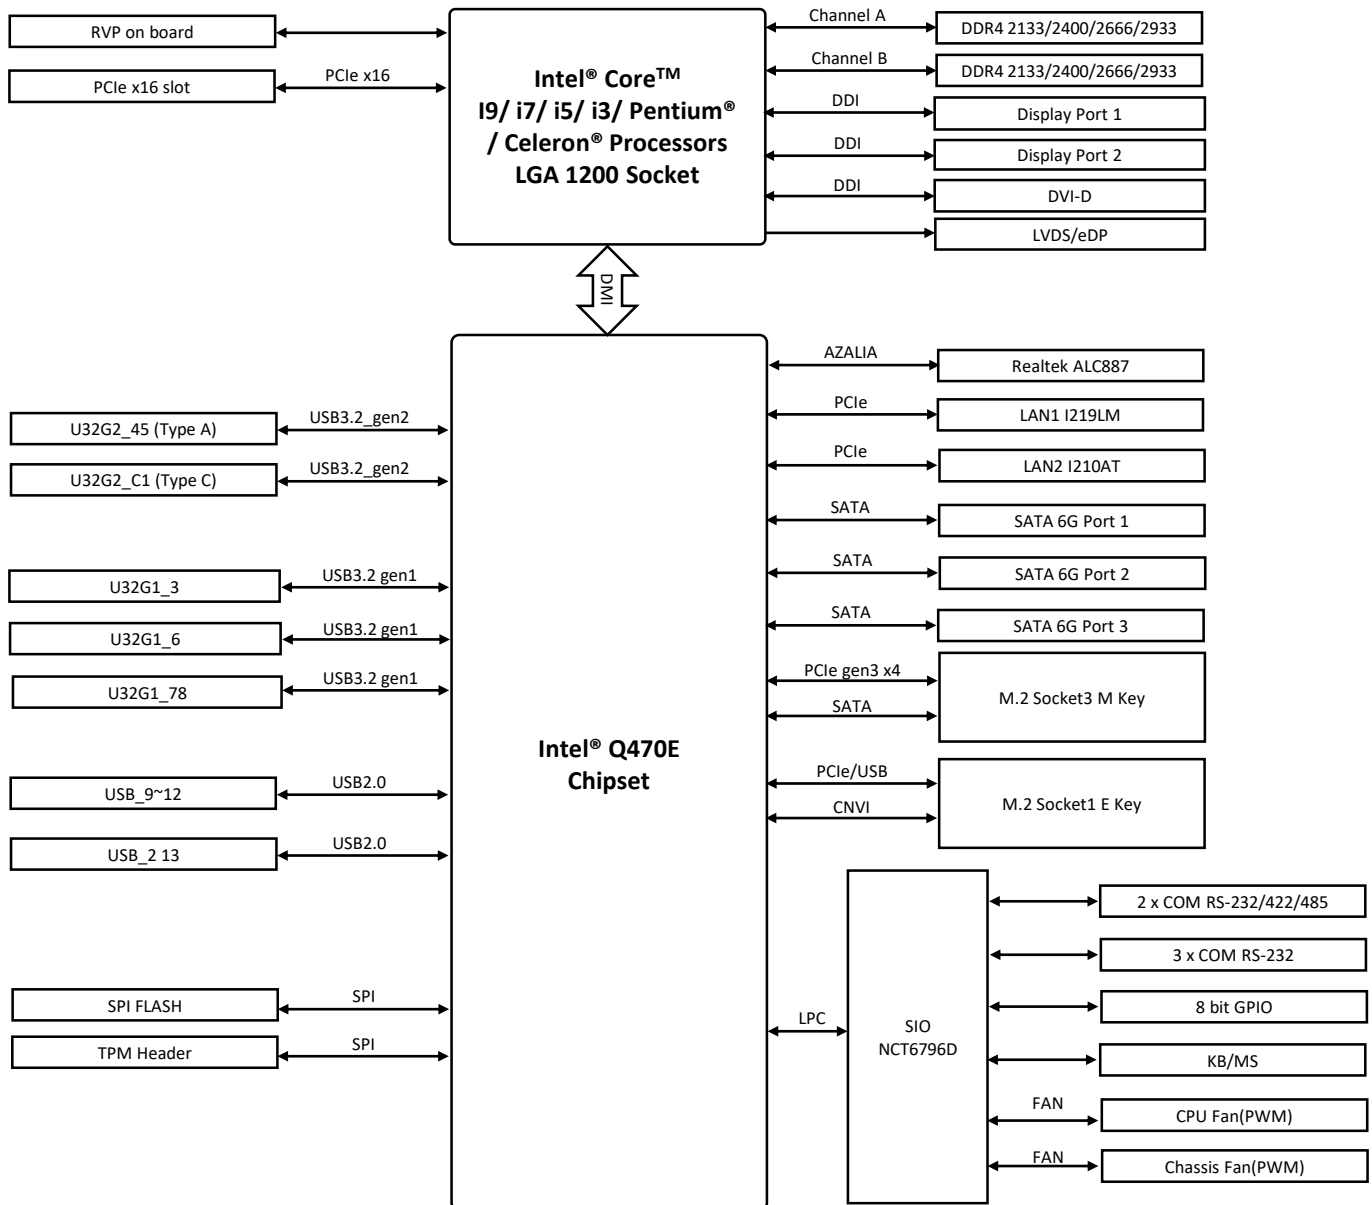 RVP on board
PCIe x16 slot
PCIe x16
Intel® Core™
I9/ i7/ i5/ i3/ Pentium®
/ Celeron® Processors
LGA 1200 Socket
Channel A
DDR4 2133/2400/2666/2933
Channel B
DDR4 2133/2400/2666/2933
DDI
Display Port 1
DDI
Display Port 2
DDI
DVI-D
LVDS/eDP
DMI
U32G2_45 (Type A)
USB3.2_gen2
U32G2_C1 (Type C)
USB3.2_gen2
U32G1_3
USB3.2 gen1
U32G1_6
USB3.2 gen1
U32G1_78
USB3.2 gen1
USB_9~12
USB2.0
USB_2 13
USB2.0
SPI FLASH
SPI
TPM Header
SPI
Intel® Q470E
Chipset
AZALIA
Realtek ALC887
PCIe
LAN1 I219LM
PCIe
LAN2 I210AT
SATA
SATA 6G Port 1
SATA
SATA 6G Port 2
SATA
SATA 6G Port 3
PCIe gen3 x4
SATA
M.2 Socket3 M Key
PCIe/USB
CNVI
M.2 Socket1 E Key
LPC
SIO
NCT6796D
2 x COM RS-232/422/485
3 x COM RS-232
8 bit GPIO
KB/MS
FAN
CPU Fan(PWM)
FAN
Chassis Fan(PWM)